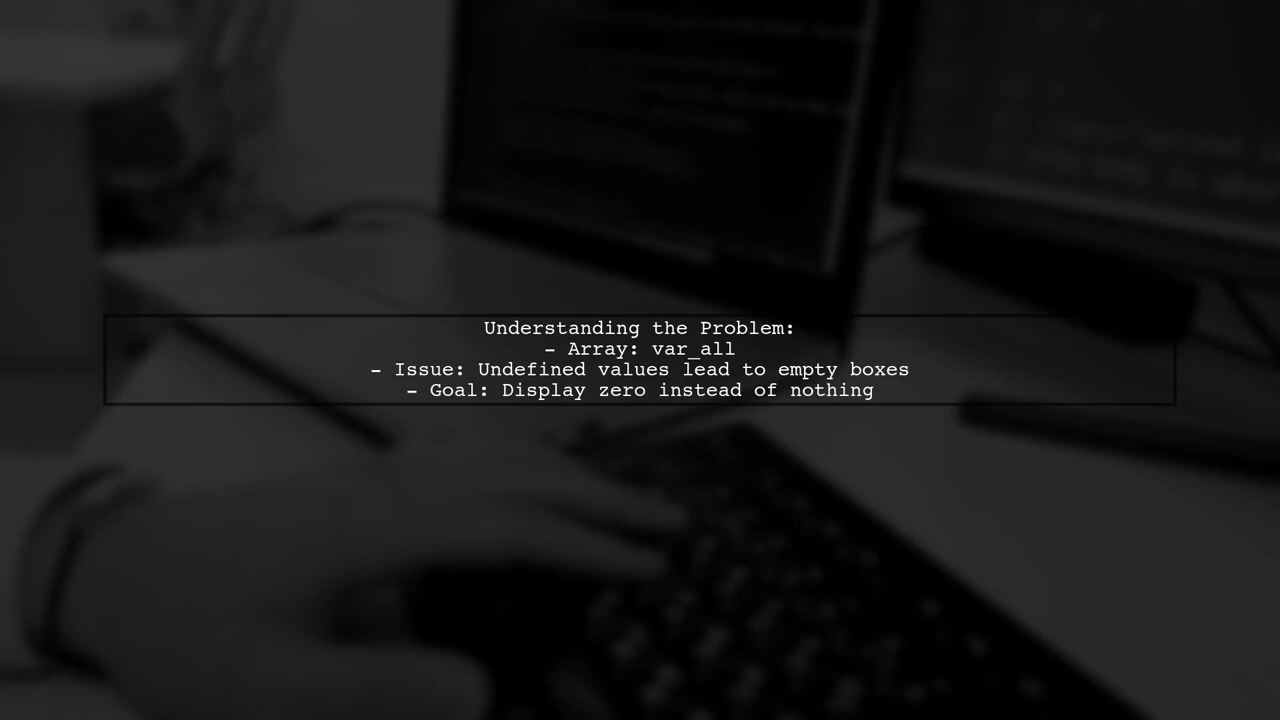 Understanding the Problem:
- Array: var_all
- Issue: Undefined values lead to empty boxes
- Goal: Display zero instead of nothing